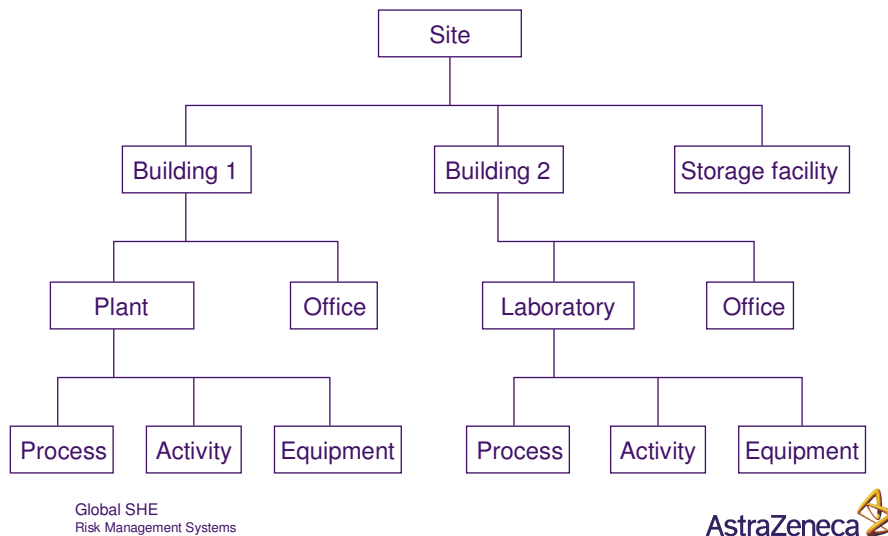 Site
Building 1
Building 2
Storage facility
Plant
Office
Laboratory
Office
Process
Activity
Equipment
Process
Activity
Equipment
Global SHE
Risk Management Systems
AstraZeneca